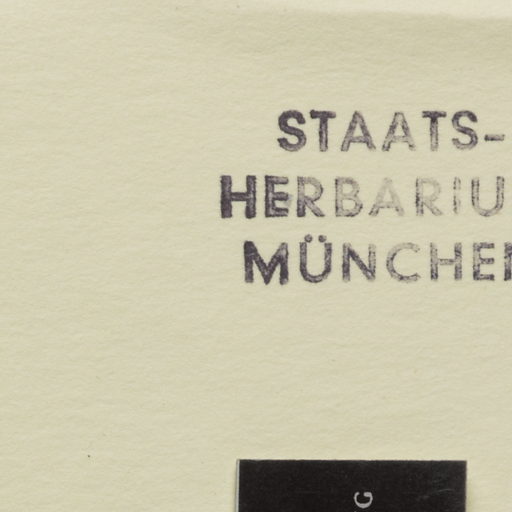 STAATS-
HERBARIU
MÜNCHE
G